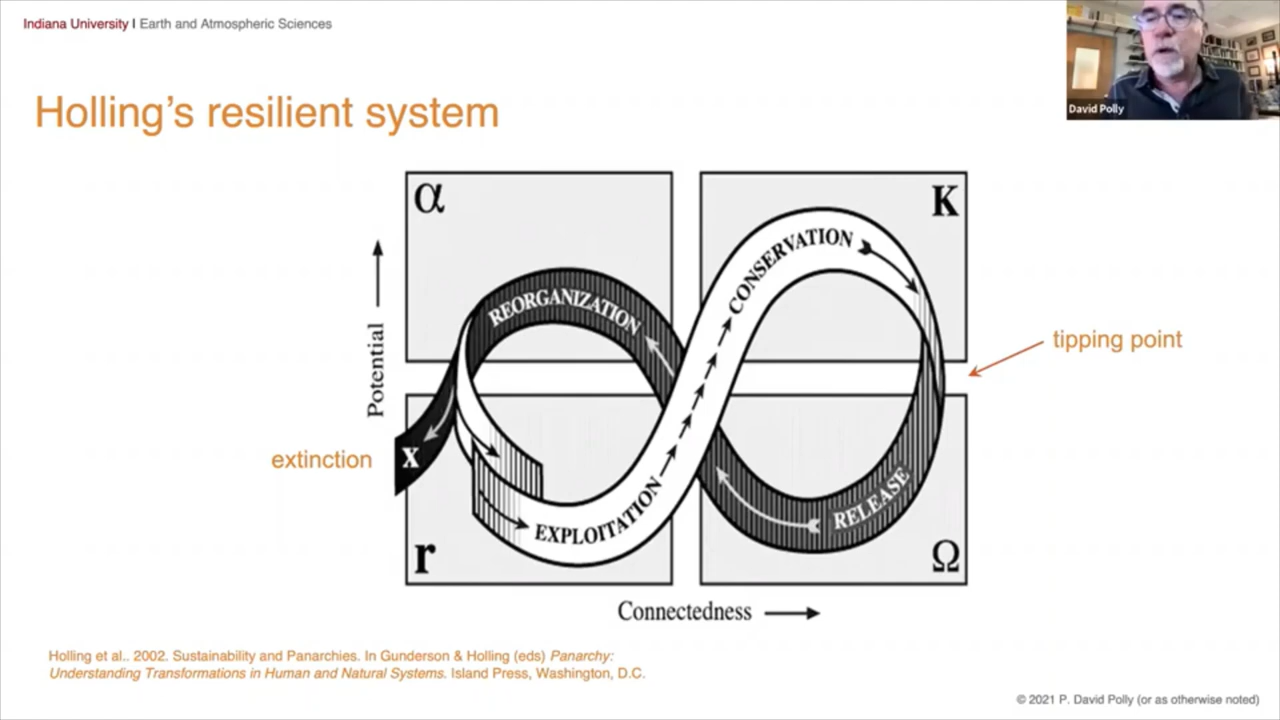 Indiana University I Earth and Atmospheric Sciences
David Polly
Holling's resilient system
α
K
CONSERVATION
REORGANIZATION
tipping point
Potential
extinction
x
RELEASE
EXPLOITATION
r
Ω
Connectedness
Holling et al.. 2002. Sustainability and Panarchies. In Gunderson & Holling (eds) Panarchy:
Understanding Transformations in Human and Natural Systems. Island Press, Washington, D.C.
© 2021 P. David Polly (or as otherwise noted)